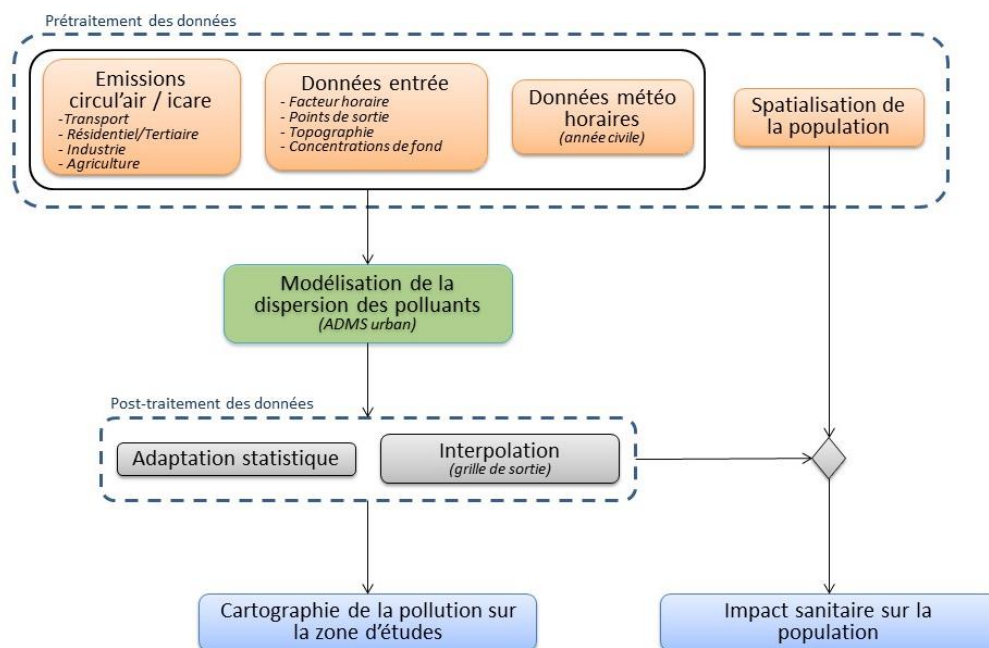 Prétraitement des données
Emissions
circul'air / icare
-Transport
- Résidentiel/Tertiaire
- Industrie
- Agriculture
Données entrée
- Facteur horaire
- Points de sortie
- Topographie
- Concentrations de fond
Données météo
horaires
(année civile)
Spatialisation de
la population
Modélisation de la
dispersion des polluants
(ADMS urban)
Post-traitement des données
Adaptation statistique
Interpolation
(grille de sortie)
Cartographie de la pollution sur
la zone d'études
Impact sanitaire sur la
population